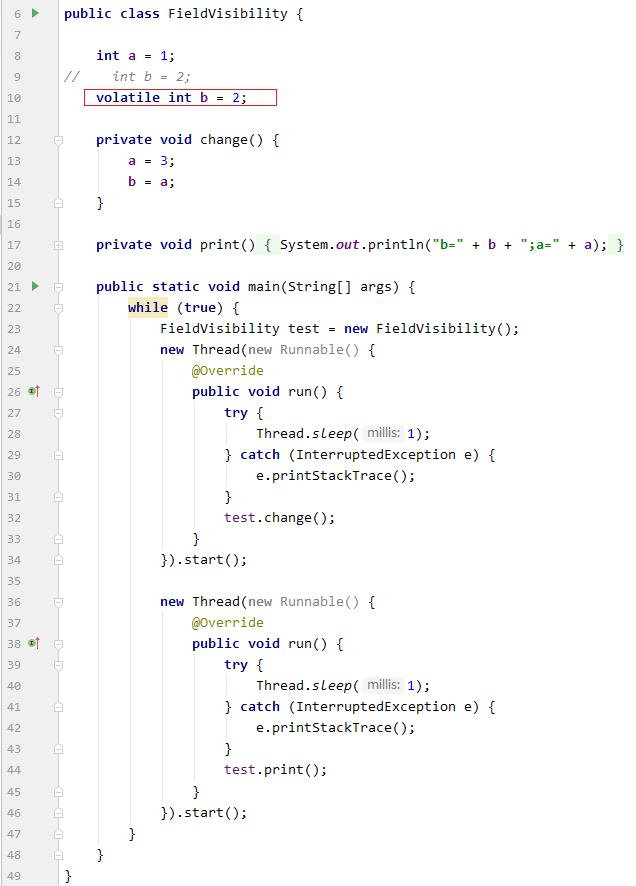 6 public class FieldVisibility {
7
8 int a = 1;
9 // int b = 2;
10 volatile int b = 2;
11
12 private void change() {
13 a = 3;
14 b = a;
15 }
16
17 private void print() { System.out.println("b=" + b + ";a=" + a); }
20
21 public static void main(String[] args) {
22 while (true) {
23 FieldVisibility test = new FieldVisibility();
24 new Thread(new Runnable() {
25 @Override
26 public void run() {
27 try {
28 Thread.sleep( millis: 1);
29 } catch (InterruptedException e) {
30 e.printStackTrace();
31 }
32 test.change();
33 }
34 }).start();
35
36 new Thread(new Runnable() {
37 @Override
38 public void run() {
39 try {
40 Thread.sleep( millis: 1);
41 } catch (InterruptedException e) {
42 e.printStackTrace();
43 }
44 test.print();
45 }
46 }).start();
47 }
48 }
49 }